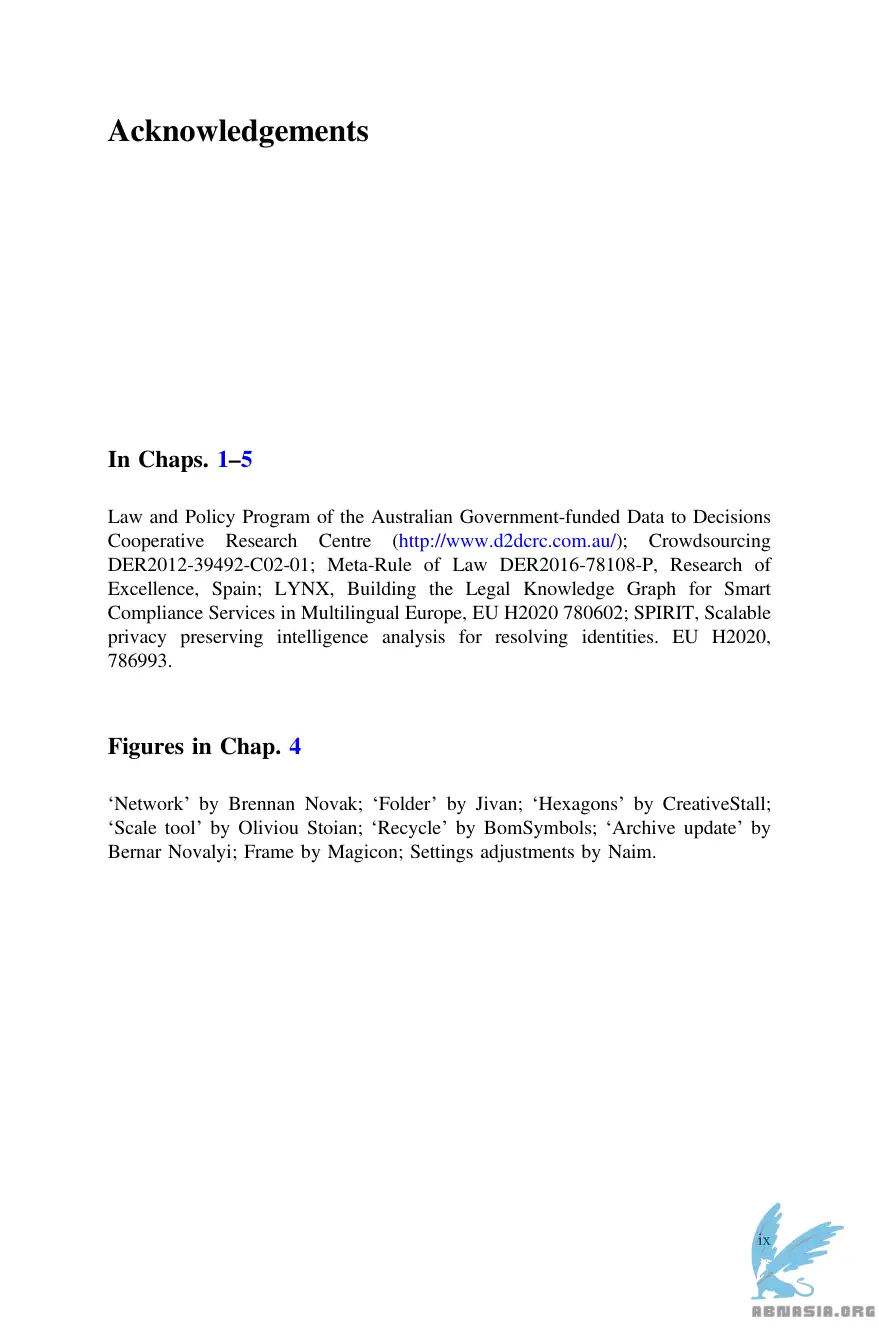 Acknowledgements
In Chaps. 1–5
Law and Policy Program of the Australian Government-funded Data to Decisions
Cooperative Research Centre (http://www.d2dcrc.com.au/); Crowdsourcing
DER2012-39492-C02-01; Meta-Rule of Law DER2016-78108-P, Research of
Excellence, Spain; LYNX, Building the Legal Knowledge Graph for Smart
Compliance Services in Multilingual Europe, EU H2020 780602; SPIRIT, Scalable
privacy preserving intelligence analysis for resolving identities. EU H2020,
786993.
Figures in Chap. 4
‘Network’ by Brennan Novak; ‘Folder’ by Jivan; ‘Hexagons’ by CreativeStall;
‘Scale tool’ by Oliviou Stoian; ‘Recycle’ by BomSymbols; ‘Archive update’ by
Bernar Novalyi; Frame by Magicon; Settings adjustments by Naim.
ix
ABNASIA.ORG